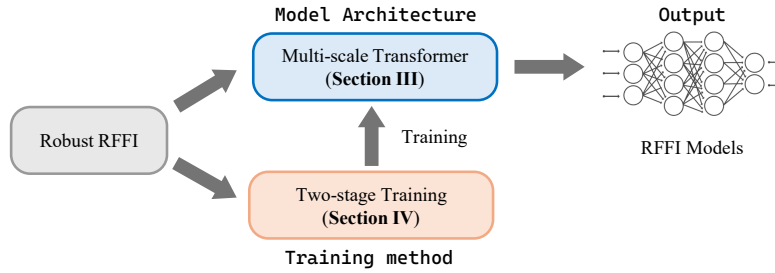 Model Architecture
Output
Multi-scale Transformer
(Section III)
Robust RFFI
Training
RFFI Models
Two-stage Training
(Section IV)
Training method